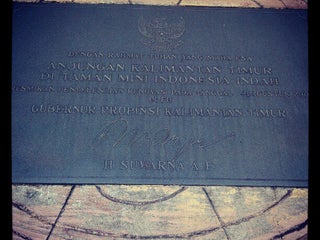 DENGAN RAHMAT TUHAN YANG MAHA ESA
ANJUNGAN KALIMANTAN TIMUR
DI TAMAN MINI INDONESIA INDAH
OLEH
GUBERNUR PROPINSI KALIMANTAN TIMUR
H. SUWARNA A.F